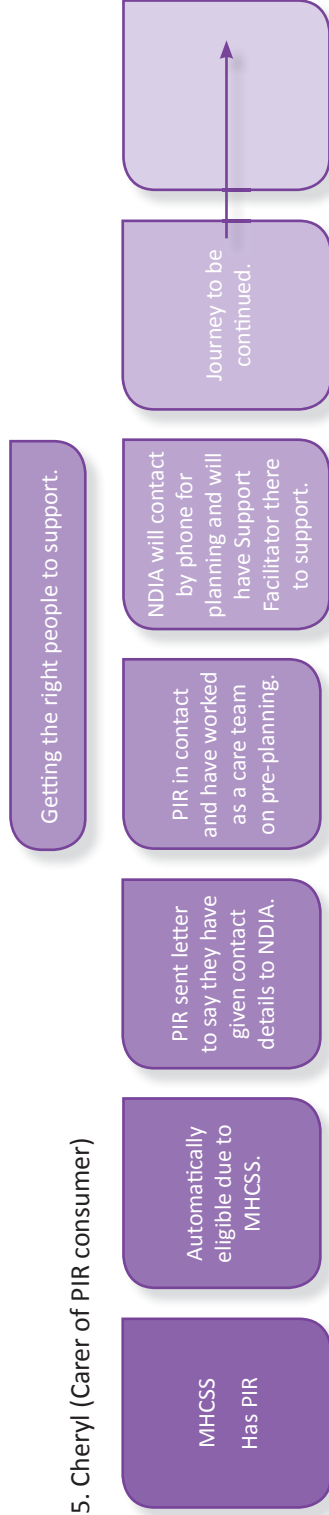 5. Cheryl (Carer of PIR consumer)
Getting the right people to support.
MHCSS
Has PIR
Automatically
eligible due to
MHCSS.
PIR sent letter
to say they have
given contact
details to NDIA.
PIR in contact
and have worked
as a care team
on pre-planning.
NDIA will contact
by phone for
planning and will
have Support
Facilitator there
to support.
Journey to be
continued.